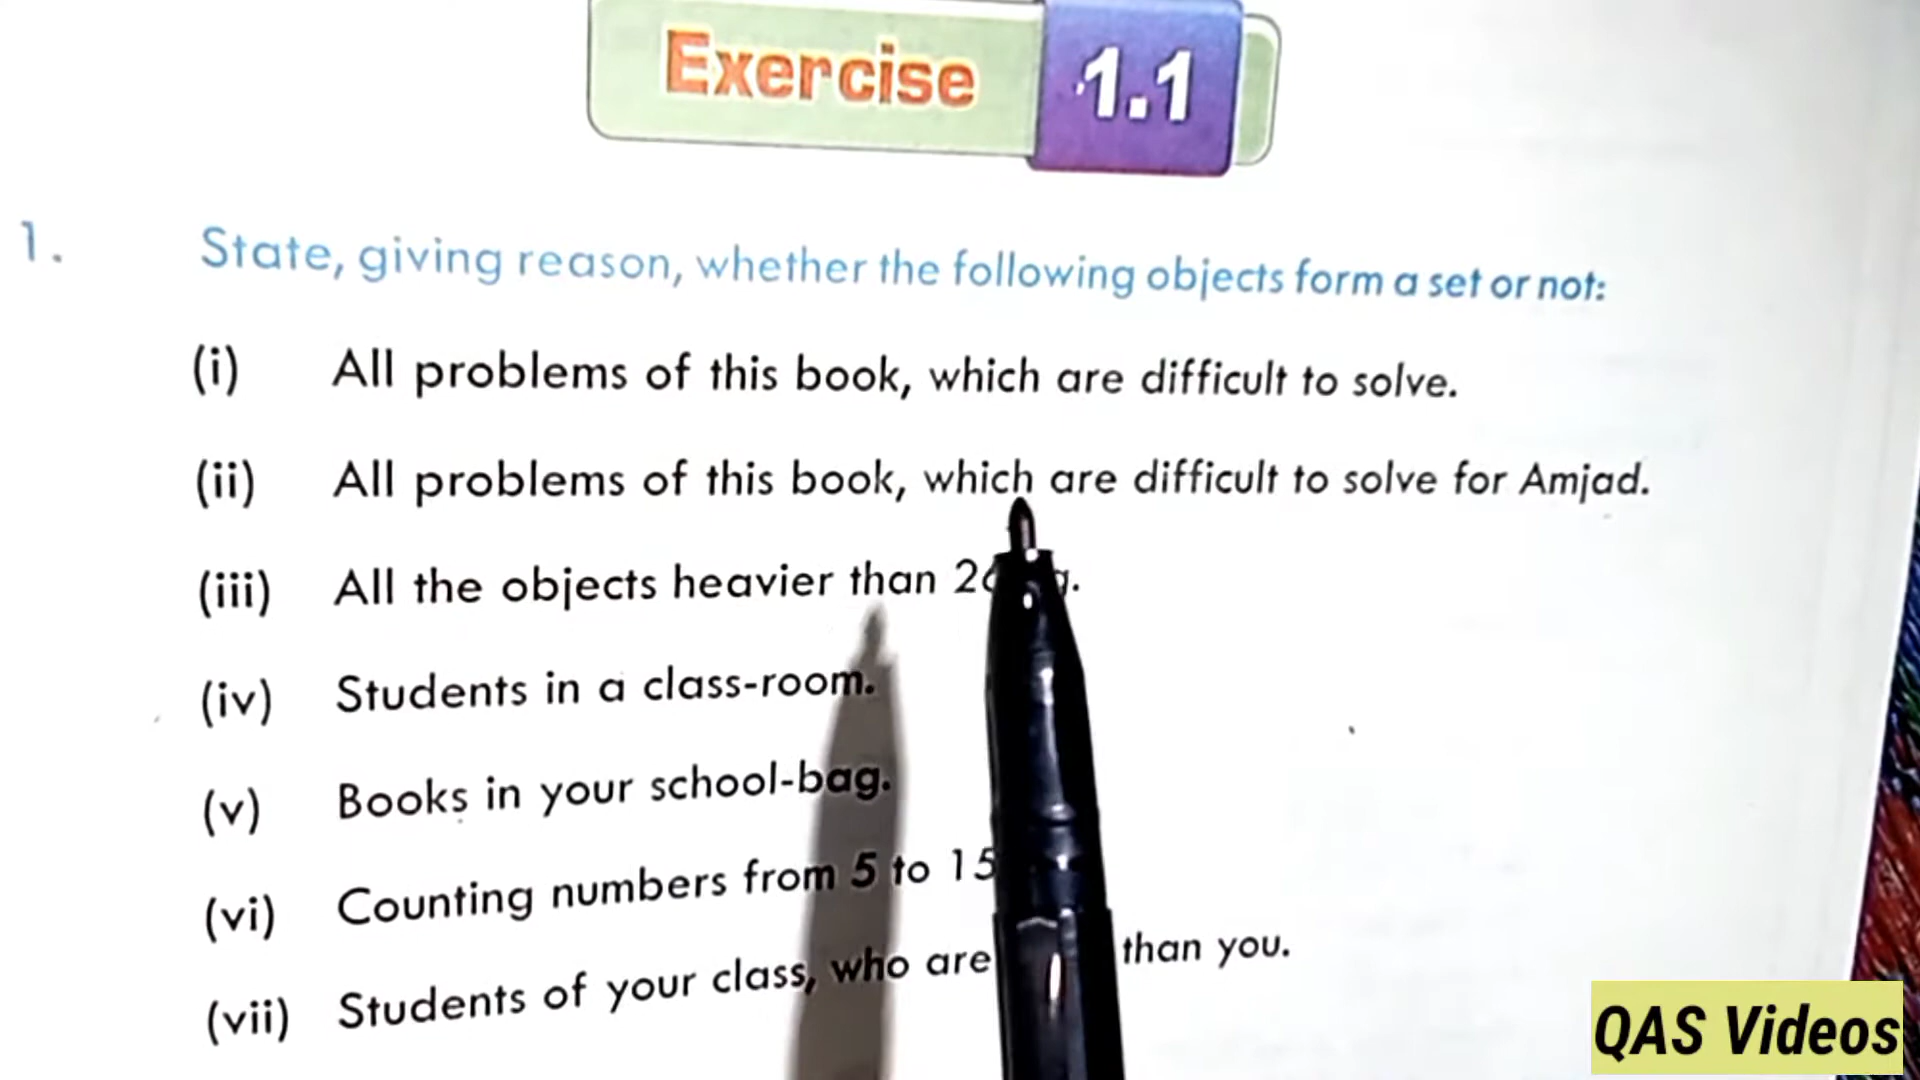 Exercise 1.1
1. State, giving reason, whether the following objects form a set or not:
(i) All problems of this book, which are difficult to solve.
(ii) All problems of this book, which are difficult to solve for Amjad.
(iii) All the objects heavier than
(iv) Students in a class-room.
(v) Books in your school-bag.
(vi) Counting numbers from 5 to 15
(vii) Students of your class, who are than you.
QAS Videos